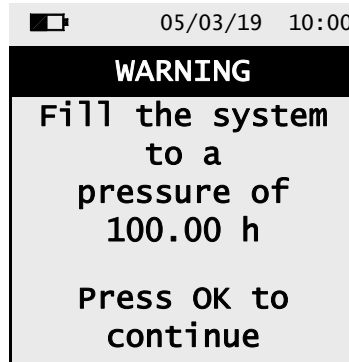 05/03/19 10:00
WARNING
Fill the system
to a
pressure of
100.00 h
Press OK to
continue